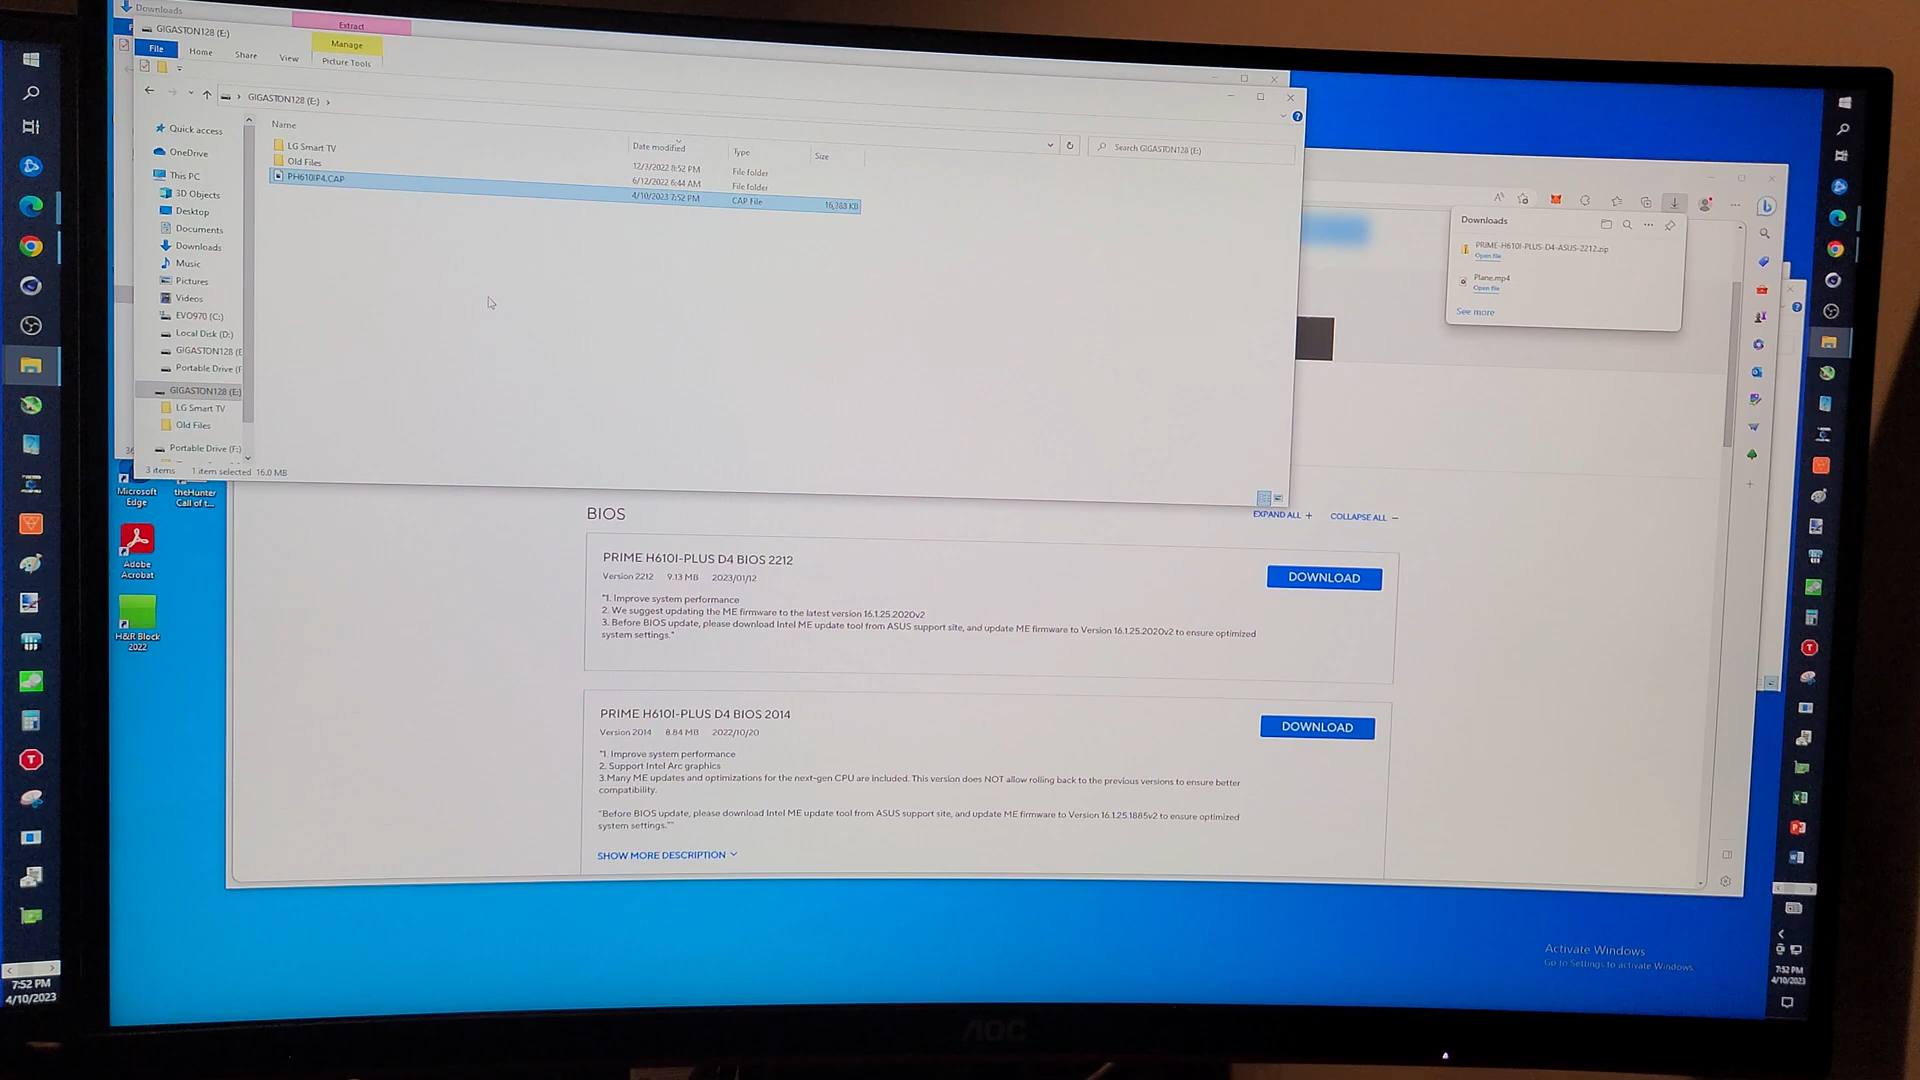 Downloads
Extract
GIGASTON128 (E:)
Manage
File
Home
Share
View
Picture Tools
GIGASTON128 (E:)
Search GIGASTON128 (E:)
Name
Date modified
Type
Size
LG Smart TV
12/3/2022 8:52 PM
File folder
Old Files
6/12/2022 6:44 AM
File folder
PH610IP4.CAP
4/10/2023 7:52 PM
CAP File
16,383 KB
Quick access
OneDrive
This PC
3D Objects
Desktop
Documents
Downloads
Music
Pictures
Videos
EVO970 (C:)
Local Disk (D:)
GIGASTON128 (E
Portable Drive (F
GIGASTON128 (E:)
LG Smart TV
Old Files
Portable Drive (F:)
3 items
1 item selected 16.0 MB
Downloads
PRIME-H610I-PLUS-D4-ASUS-2212.zip
Open file
Plane.mp4
Open file
See more
Microsoft
Edge
theHunter
Call of t...
Adobe
Acrobat
H&R Block
2022
BIOS
EXPAND ALL +
COLLAPSE ALL −
PRIME H610I-PLUS D4 BIOS 2212
Version 2212 9.13 MB 2023/01/12
DOWNLOAD
"1. Improve system performance
2. We suggest updating the ME firmware to the latest version 16.1.25.2020v2
3. Before BIOS update, please download Intel ME update tool from ASUS support site, and update ME firmware to Version 16.1.25.2020v2 to ensure optimized
system settings."
PRIME H610I-PLUS D4 BIOS 2014
Version 2014 8.84 MB 2022/10/20
DOWNLOAD
"1. Improve system performance
2. Support Intel Arc graphics
3.Many ME updates and optimizations for the next-gen CPU are included. This version does NOT allow rolling back to the previous versions to ensure better
compatibility.
"Before BIOS update, please download Intel ME update tool from ASUS support site, and update ME firmware to Version 16.1.25.1885v2 to ensure optimized
system settings.""
SHOW MORE DESCRIPTION
Activate Windows
Go to Settings to activate Windows.
7:52 PM
4/10/2023
7:52 PM
4/10/2023
AOC